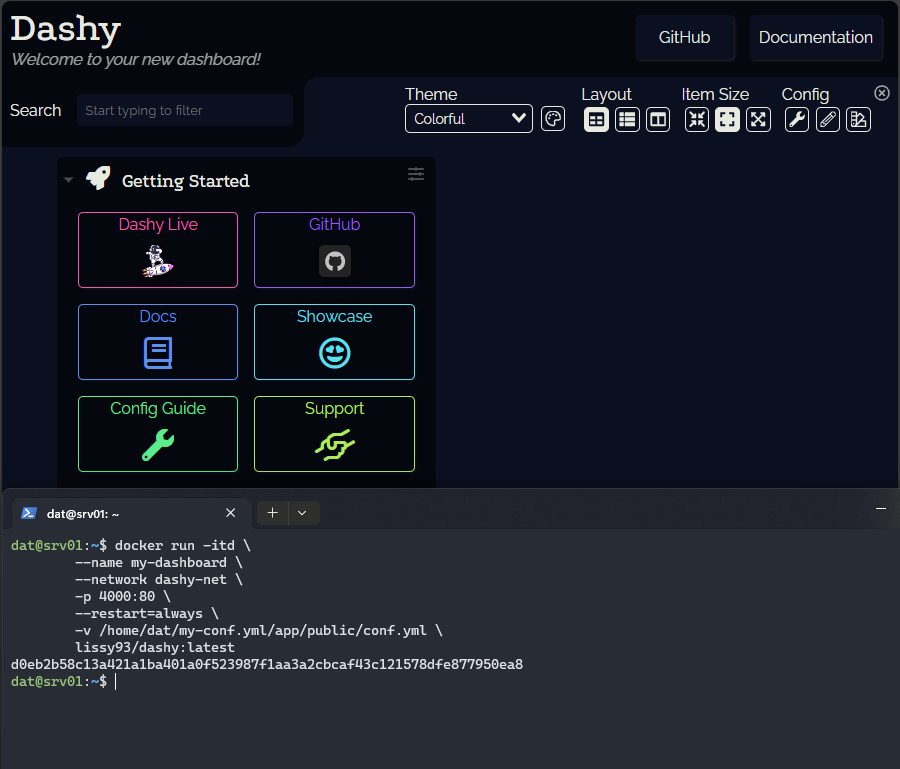 Dashy
Welcome to your new dashboard!
GitHub
Documentation
Search
Start typing to filter
Theme
Colorful
Layout
Item Size
Config
Getting Started
Dashy Live
GitHub
Docs
Showcase
Config Guide
Support
dat@srv01: ~
dat@srv01:~$ docker run -itd \
--name my-dashboard \
--network dashy-net \
-p 4000:80 \
--restart=always \
-v /home/dat/my-conf.yml/app/public/conf.yml \
lissy93/dashy:latest
d0eb2b58c13a421a1ba401a0f523987f1aa3a2cbcaf43c121578dfe877950ea8
dat@srv01:~$